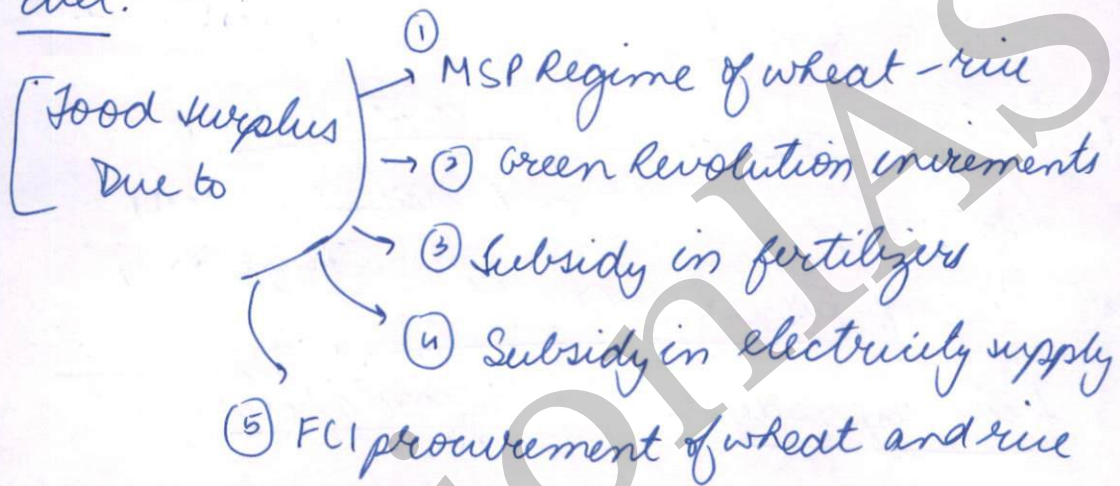 [Food surplus
Due to
① MSP Regime of wheat - rice
→ ② Green Revolution increments
③ Subsidy in fertilizers
④ Subsidy in electricity supply
⑤ FCI procurement of wheat and rice
onIAS